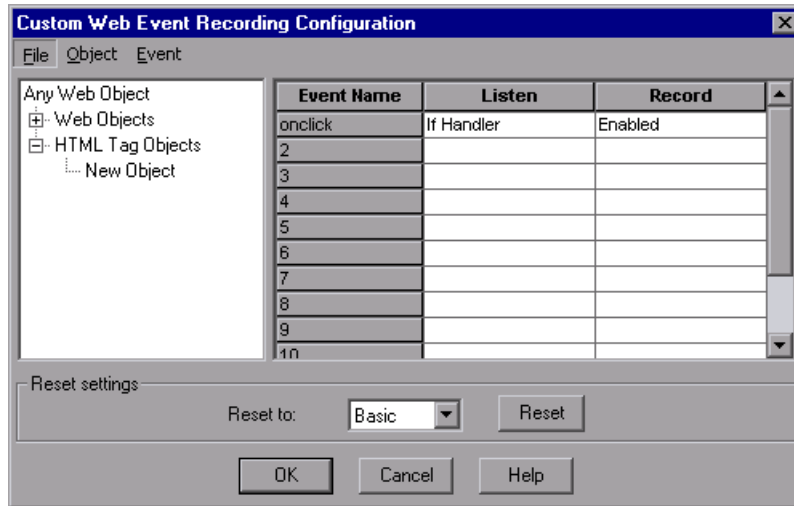 Custom Web Event Recording Configuration
File Object Event
Any Web Object
Web Objects
HTML Tag Objects
New Object
Event Name Listen Record
onclick If Handler Enabled
2
3
4
5
6
7
8
9
10
Reset settings
Reset to: Basic Reset
OK Cancel Help